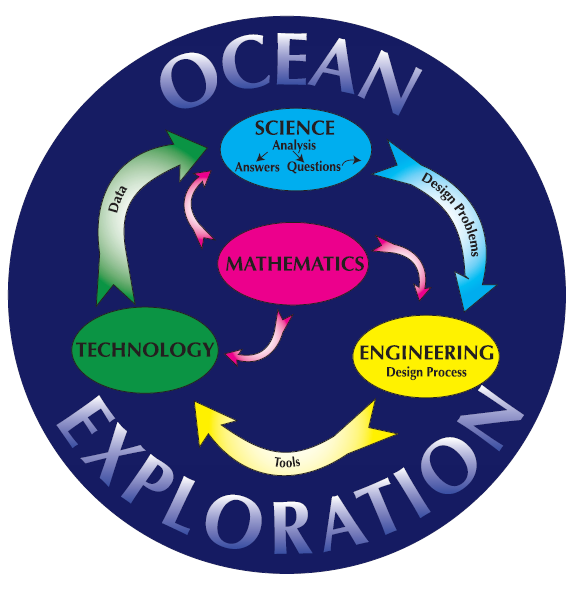 OCEAN
SCIENCE
Analysis
Answers Questions
Data
Design Problems
MATHEMATICS
TECHNOLOGY
ENGINEERING
Design Process
Tools
EXPLORATION